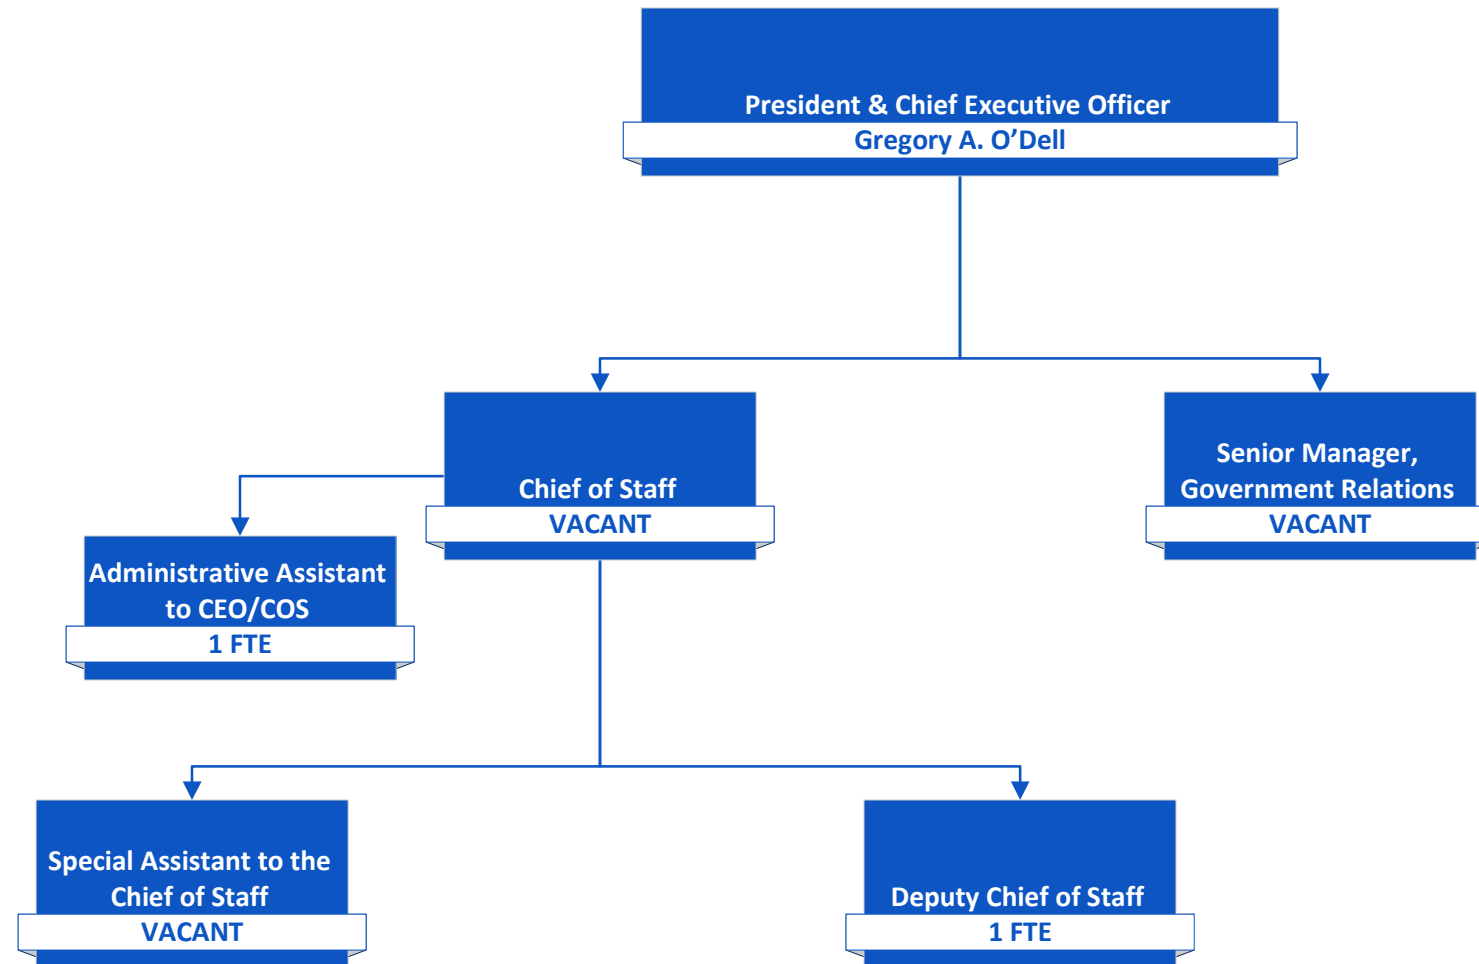 President & Chief Executive Officer
Gregory A. O’Dell
Chief of Staff
VACANT
Senior Manager,
Government Relations
VACANT
Administrative Assistant
to CEO/COS
1 FTE
Special Assistant to the
Chief of Staff
VACANT
Deputy Chief of Staff
1 FTE